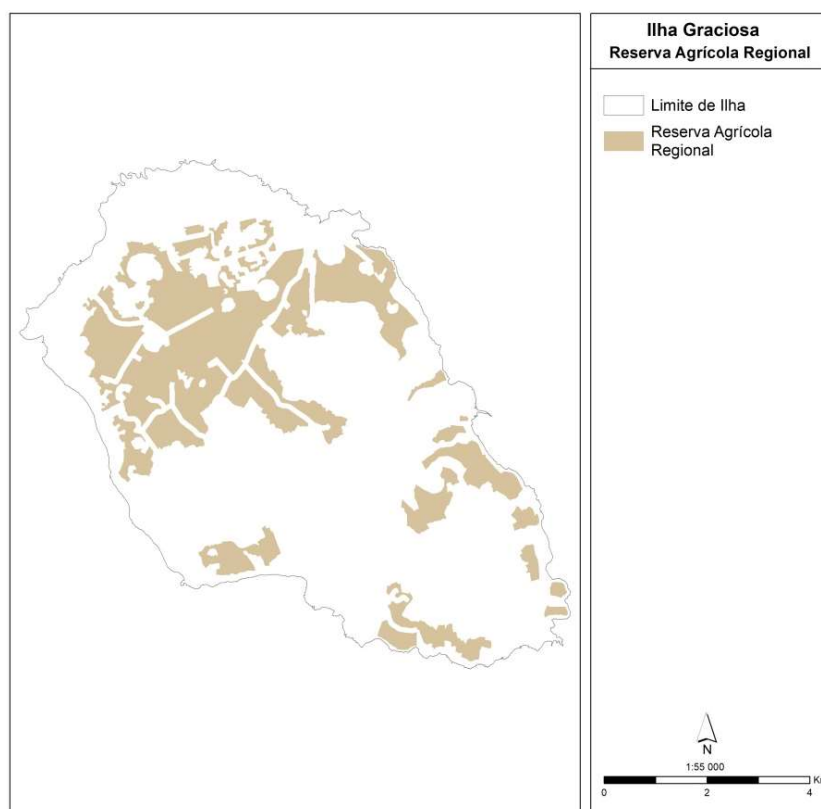 Ilha Graciosa
Reserva Agrícola Regional
Limite de Ilha
Reserva Agrícola
Regional
N
1:55 000
0 2 4